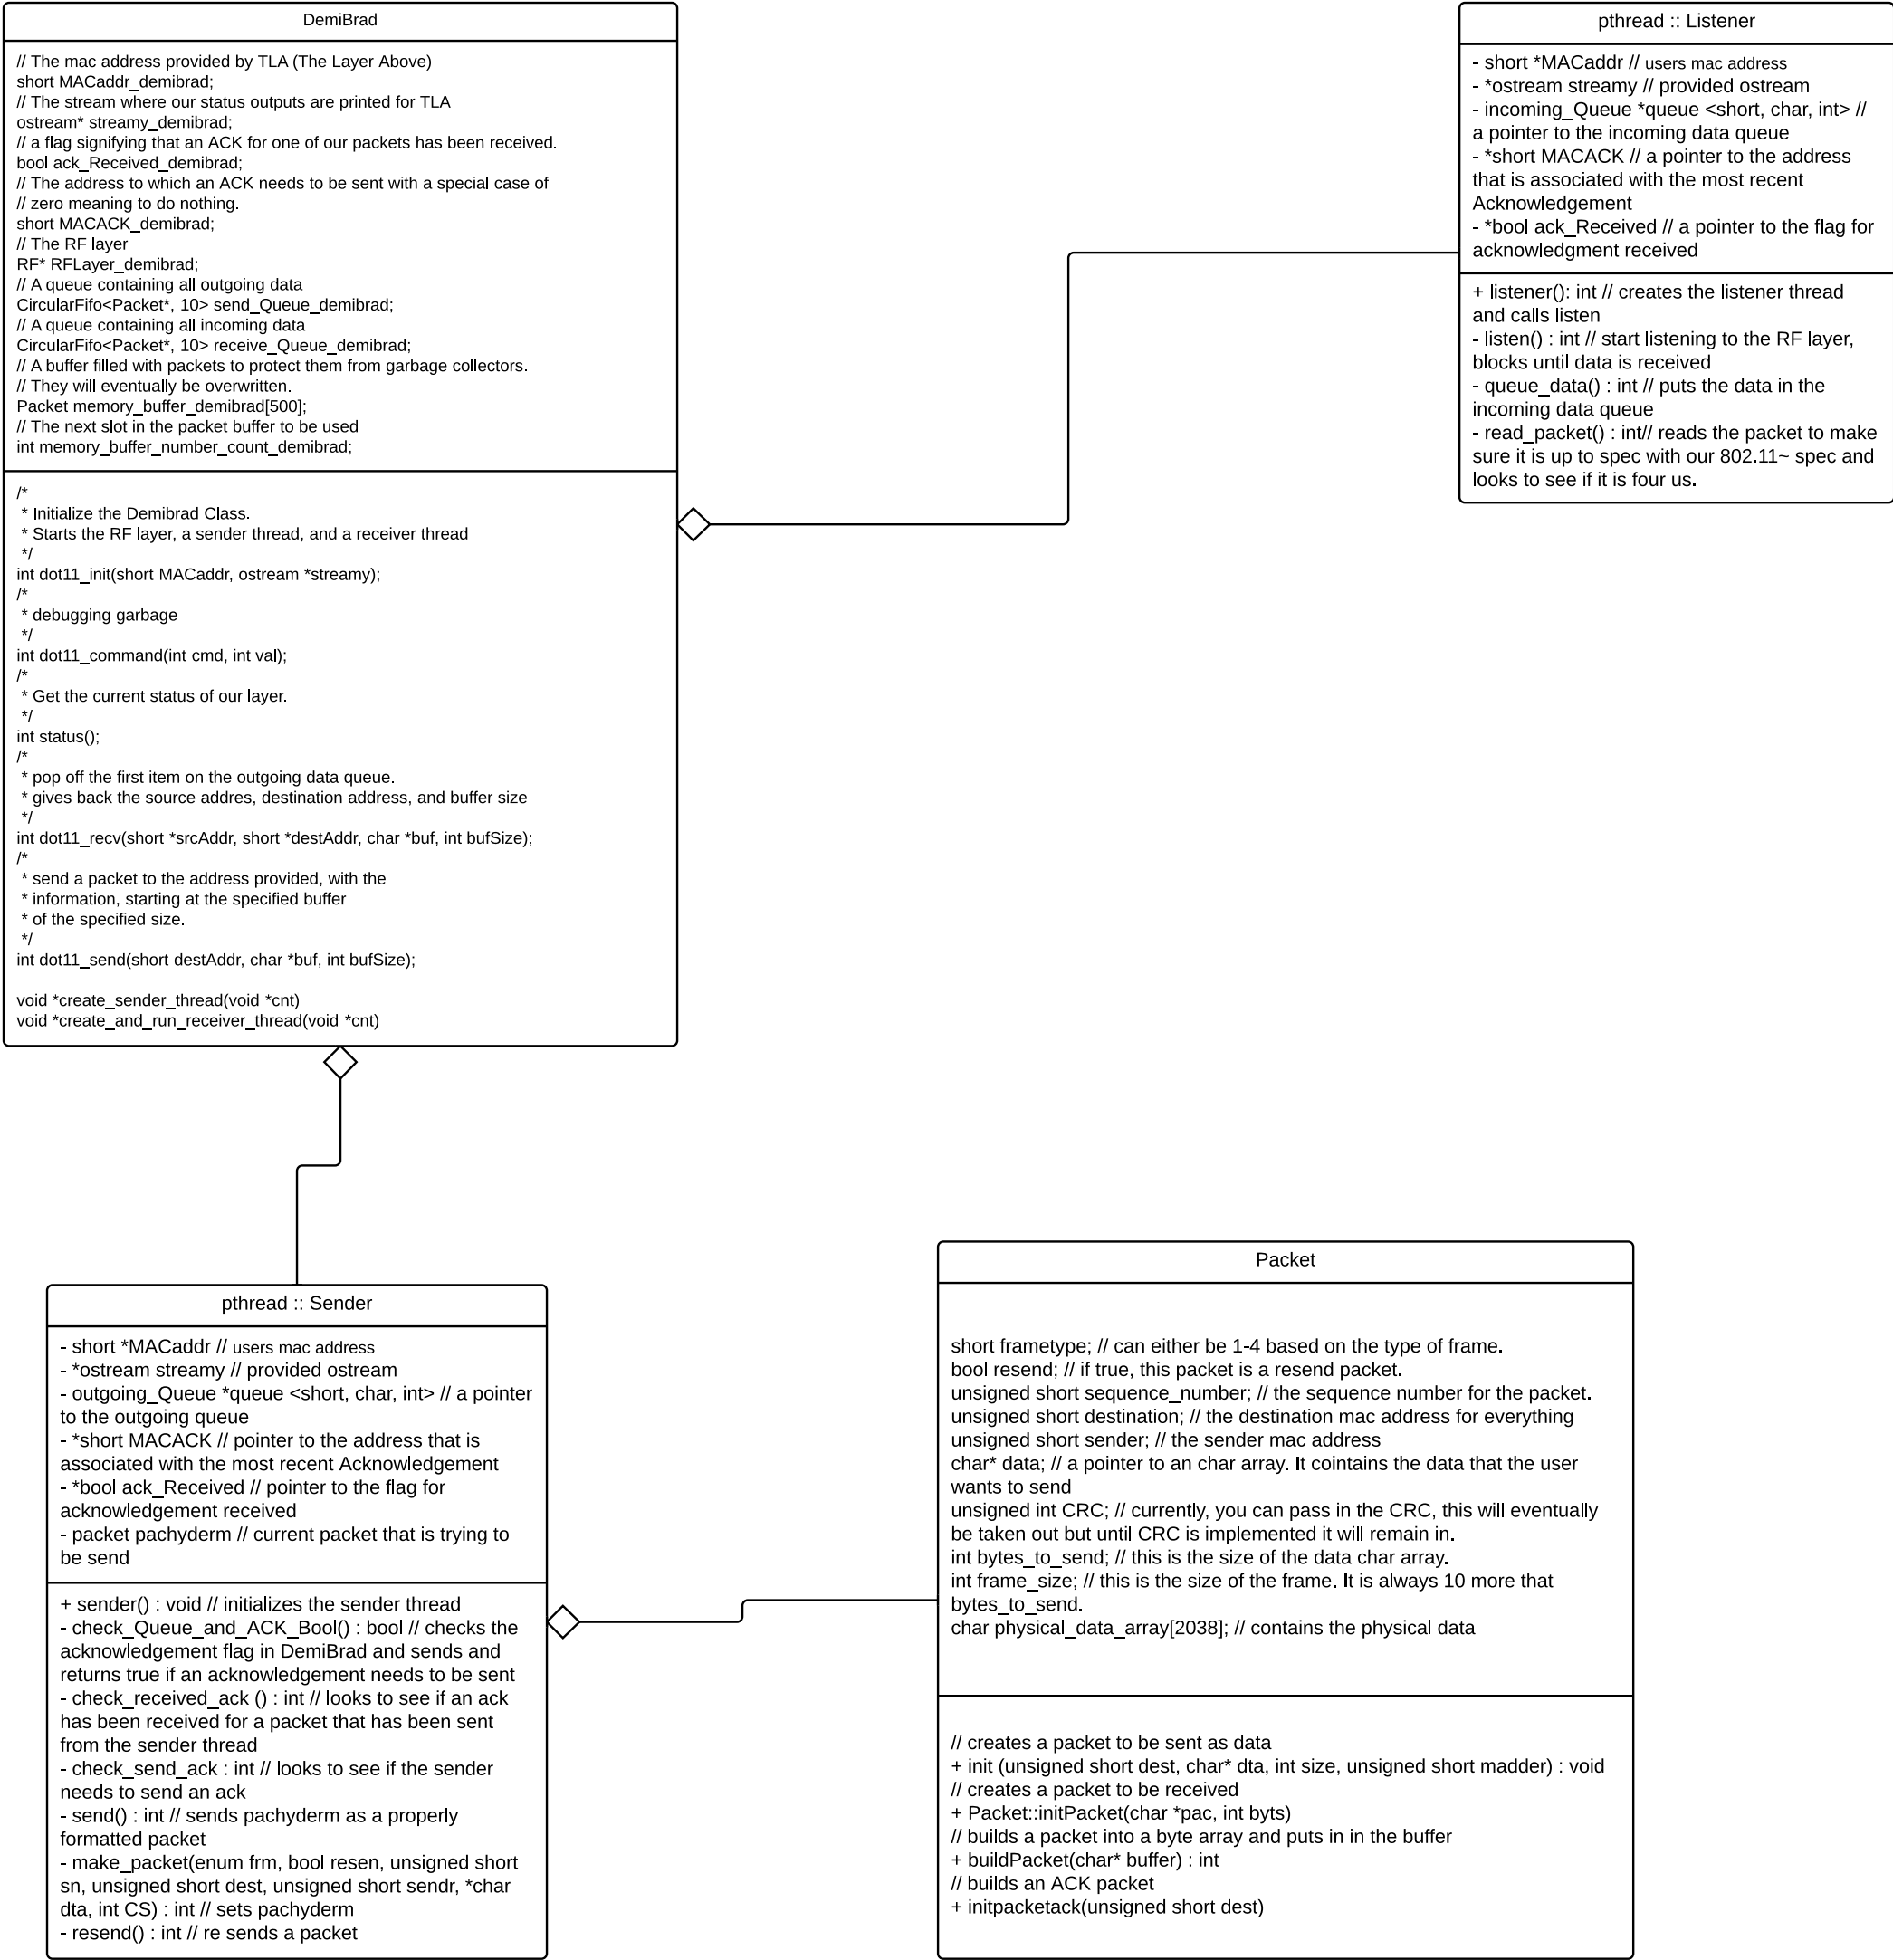 DemiBrad
// The mac address provided by TLA (The Layer Above)
short MACaddr_demibrad;
// The stream where our status outputs are printed for TLA
ostream* streamy_demibrad;
// a flag signifying that an ACK for one of our packets has been received.
bool ack_Received_demibrad;
// The address to which an ACK needs to be sent with a special case of
// zero meaning to do nothing.
short MACACK_demibrad;
// The RF layer
RF* RFLayer_demibrad;
// A queue containing all outgoing data
CircularFifo<Packet*, 10> send_Queue_demibrad;
// A queue containing all incoming data
CircularFifo<Packet*, 10> receive_Queue_demibrad;
// A buffer filled with packets to protect them from garbage collectors.
// They will eventually be overwritten.
Packet memory_buffer_demibrad[500];
// The next slot in the packet buffer to be used
int memory_buffer_number_count_demibrad;
/*
* Initialize the Demibrad Class.
* Starts the RF layer, a sender thread, and a receiver thread
*/
int dot11_init(short MACaddr, ostream *streamy);
/*
* debugging garbage
*/
int dot11_command(int cmd, int val);
/*
* Get the current status of our layer.
*/
int status();
/*
* pop off the first item on the outgoing data queue.
* gives back the source addres, destination address, and buffer size
*/
int dot11_recv(short *srcAddr, short *destAddr, char *buf, int bufSize);
/*
* send a packet to the address provided, with the
* information, starting at the specified buffer
* of the specified size.
*/
int dot11_send(short destAddr, char *buf, int bufSize);
void *create_sender_thread(void *cnt)
void *create_and_run_receiver_thread(void *cnt)
pthread :: Listener
- short *MACaddr // users mac address
- *ostream streamy // provided ostream
- incoming_Queue *queue <short, char, int> //
a pointer to the incoming data queue
- *short MACACK // a pointer to the address
that is associated with the most recent
Acknowledgement
- *bool ack_Received // a pointer to the flag for
acknowledgment received
+ listener(): int // creates the listener thread
and calls listen
- listen() : int // start listening to the RF layer,
blocks until data is received
- queue_data() : int // puts the data in the
incoming data queue
- read_packet() : int// reads the packet to make
sure it is up to spec with our 802.11~ spec and
looks to see if it is four us.
pthread :: Sender
- short *MACaddr // users mac address
- *ostream streamy // provided ostream
- outgoing_Queue *queue <short, char, int> // a pointer
to the outgoing queue
- *short MACACK // pointer to the address that is
associated with the most recent Acknowledgement
- *bool ack_Received // pointer to the flag for
acknowledgement received
- packet pachyderm // current packet that is trying to
be send
+ sender() : void // initializes the sender thread
- check_Queue_and_ACK_Bool() : bool // checks the
acknowledgement flag in DemiBrad and sends and
returns true if an acknowledgement needs to be sent
- check_received_ack () : int // looks to see if an ack
has been received for a packet that has been sent
from the sender thread
- check_send_ack : int // looks to see if the sender
needs to send an ack
- send() : int // sends pachyderm as a properly
formatted packet
- make_packet(enum frm, bool resen, unsigned short
sn, unsigned short dest, unsigned short sendr, *char
dta, int CS) : int // sets pachyderm
- resend() : int // re sends a packet
Packet
short frametype; // can either be 1-4 based on the type of frame.
bool resend; // if true, this packet is a resend packet.
unsigned short sequence_number; // the sequence number for the packet.
unsigned short destination; // the destination mac address for everything
unsigned short sender; // the sender mac address
char* data; // a pointer to an char array. It cointains the data that the user
wants to send
unsigned int CRC; // currently, you can pass in the CRC, this will eventually
be taken out but until CRC is implemented it will remain in.
int bytes_to_send; // this is the size of the data char array.
int frame_size; // this is the size of the frame. It is always 10 more that
bytes_to_send.
char physical_data_array[2038]; // contains the physical data
// creates a packet to be sent as data
+ init (unsigned short dest, char* dta, int size, unsigned short madder) : void
// creates a packet to be received
+ Packet::initPacket(char *pac, int byts)
// builds a packet into a byte array and puts in in the buffer
+ buildPacket(char* buffer) : int
// builds an ACK packet
+ initpacketack(unsigned short dest)